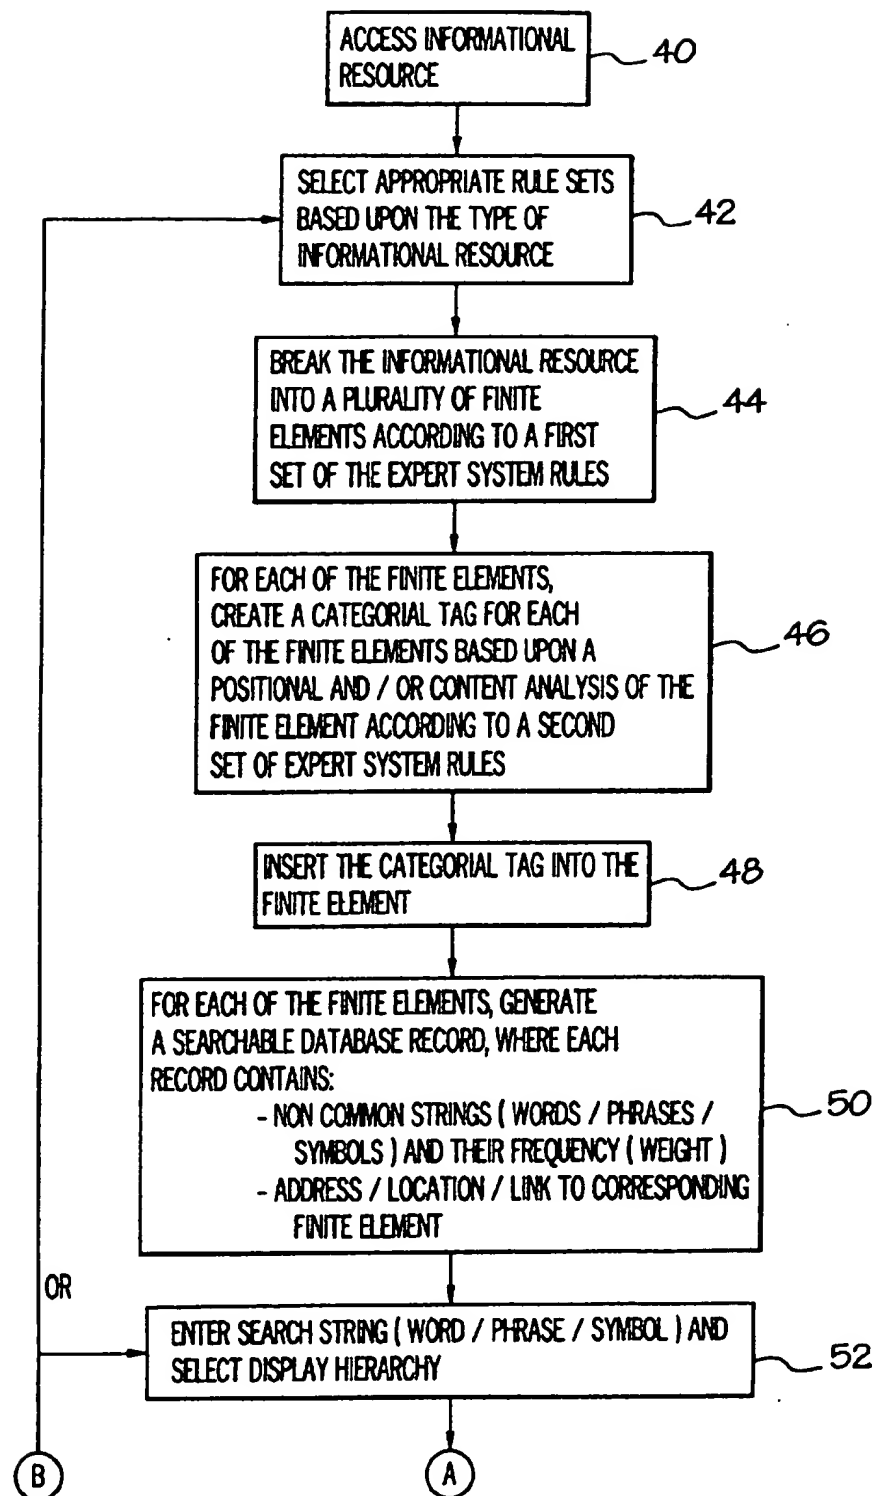 ACCESS INFORMATIONAL
RESOURCE
40
SELECT APPROPRIATE RULE SETS
BASED UPON THE TYPE OF
INFORMATIONAL RESOURCE
42
BREAK THE INFORMATIONAL RESOURCE
INTO A PLURALITY OF FINITE
ELEMENTS ACCORDING TO A FIRST
SET OF THE EXPERT SYSTEM RULES
44
FOR EACH OF THE FINITE ELEMENTS,
CREATE A CATEGORIAL TAG FOR EACH
OF THE FINITE ELEMENTS BASED UPON A
POSITIONAL AND / OR CONTENT ANALYSIS OF THE
FINITE ELEMENT ACCORDING TO A SECOND
SET OF EXPERT SYSTEM RULES
46
INSERT THE CATEGORIAL TAG INTO THE
FINITE ELEMENT
48
FOR EACH OF THE FINITE ELEMENTS, GENERATE
A SEARCHABLE DATABASE RECORD, WHERE EACH
RECORD CONTAINS:
- NON COMMON STRINGS ( WORDS / PHRASES /
SYMBOLS ) AND THEIR FREQUENCY ( WEIGHT )
- ADDRESS / LOCATION / LINK TO CORRESPONDING
FINITE ELEMENT
50
OR
ENTER SEARCH STRING ( WORD / PHRASE / SYMBOL ) AND
SELECT DISPLAY HIERARCHY
52
B
A